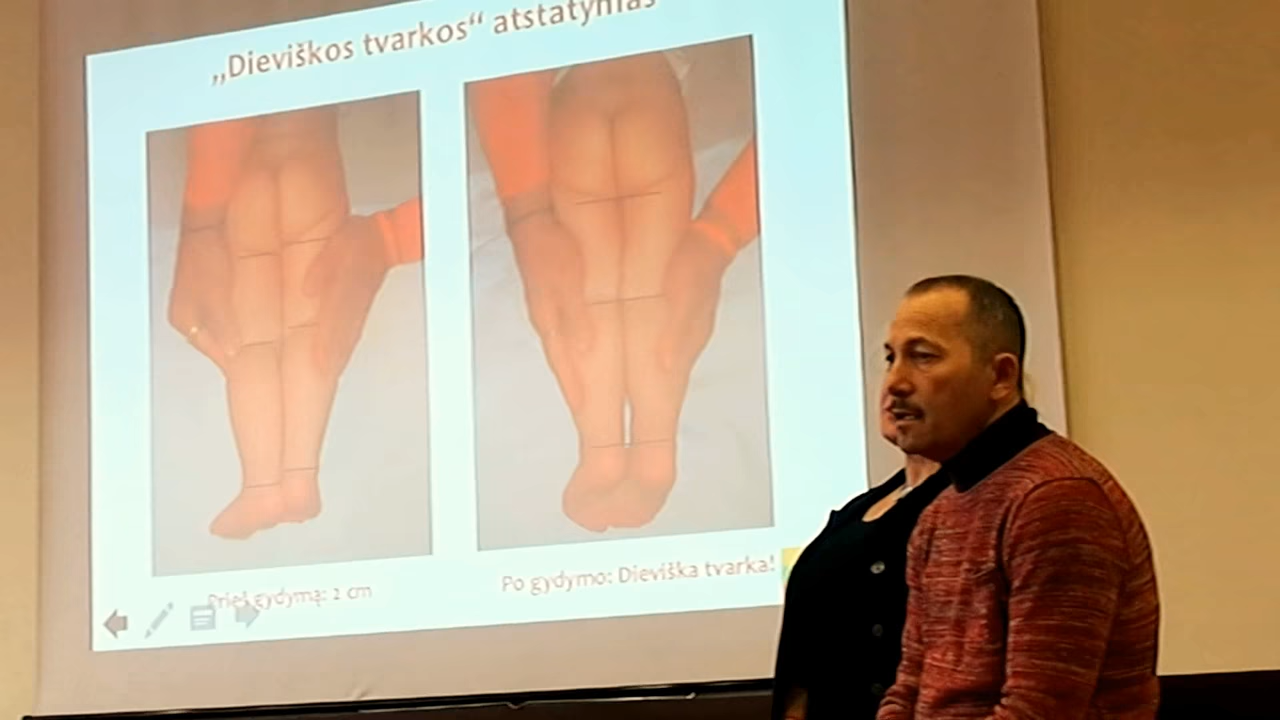 „Dieviškos tvarkos“ atstatymas
Prieš gydymą: 2 cm
Po gydymo: Dieviška tvarka!